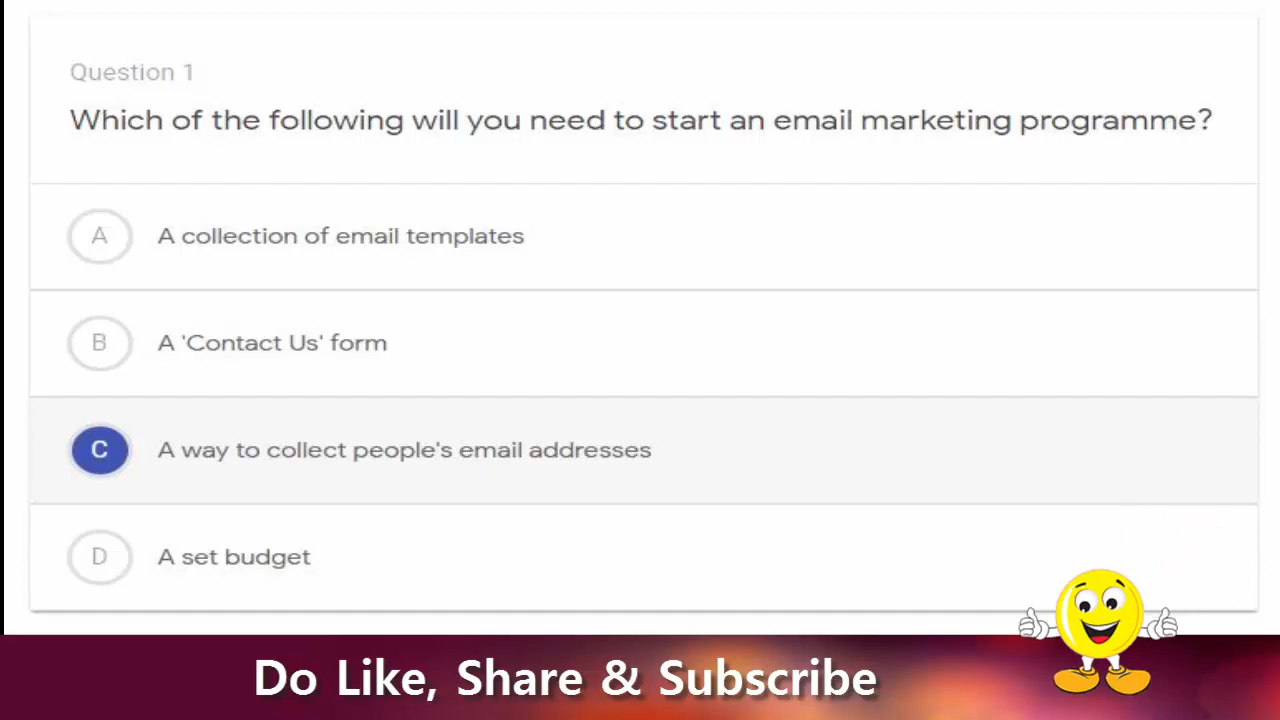 Question 1
Which of the following will you need to start an email marketing programme?
A A collection of email templates
B A 'Contact Us' form
C A way to collect people's email addresses
D A set budget
Do Like, Share & Subscribe